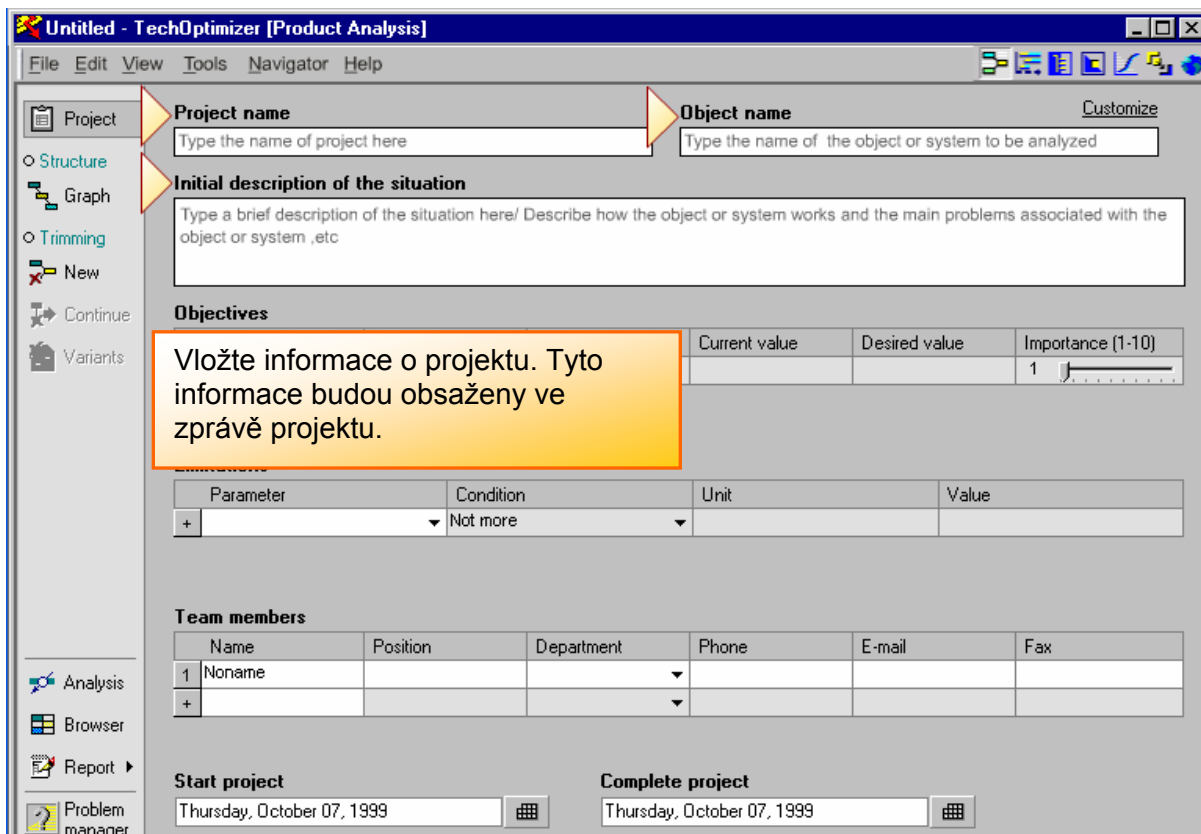 Untitled - TechOptimizer [Product Analysis]
File Edit View Tools Navigator Help
Project
Structure
Graph
Trimming
New
Continue
Variants
Analysis
Browser
Report
Problem
manager
Project name
Object name
Customize
Type the name of project here
Type the name of the object or system to be analyzed
Initial description of the situation
Type a brief description of the situation here/ Describe how the object or system works and the main problems associated with the
object or system ,etc
Objectives
Current value Desired value Importance (1-10)
1
Vložte informace o projektu. Tyto
informace budou obsaženy ve
zprávě projektu.
Parameter Condition Unit Value
+ Not more
Team members
Name Position Department Phone E-mail Fax
1 Noname
+
Start project Complete project
Thursday, October 07, 1999 Thursday, October 07, 1999